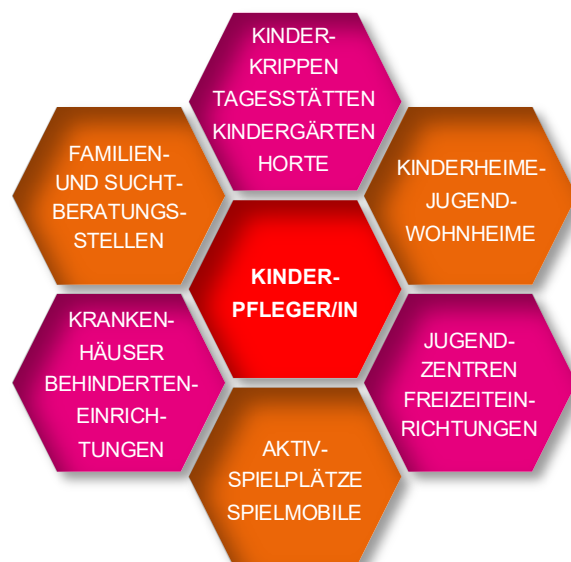 KINDER-
KRIPPEN
TAGESSTÄTTEN
KINDERGÄRTEN
HORTE
FAMILIEN-
UND SUCHT-
BERATUNGS-
STELLEN
KINDERHEIME-
JUGEND-
WOHNHEIME
KINDER-
PFLEGER/IN
KRANKEN-
HÄUSER
BEHINDERTEN-
EINRICH-
TUNGEN
JUGEND-
ZENTREN
FREIZEITEIN-
RICHTUNGEN
AKTIV-
SPIELPLÄTZE
SPIELMOBILE